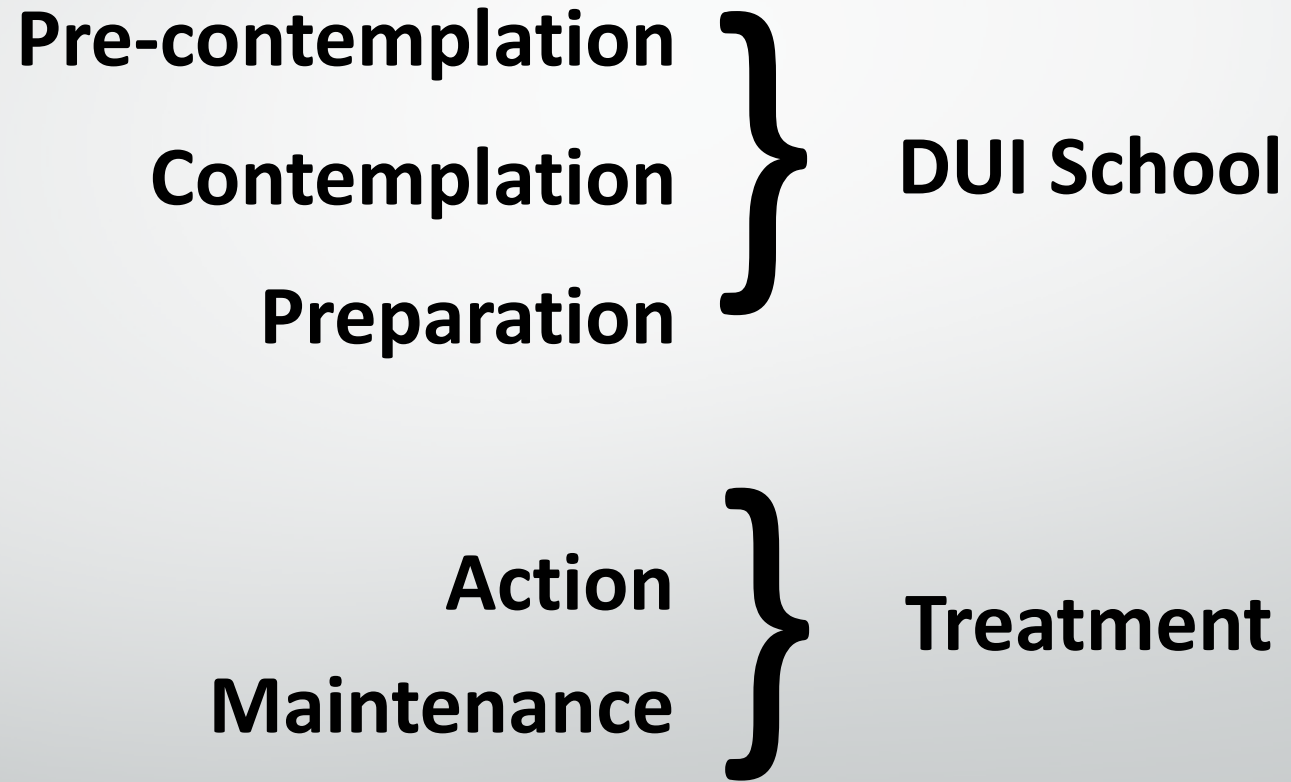 Pre-contemplation
Contemplation
Preparation
DUI School
Action
Maintenance
Treatment